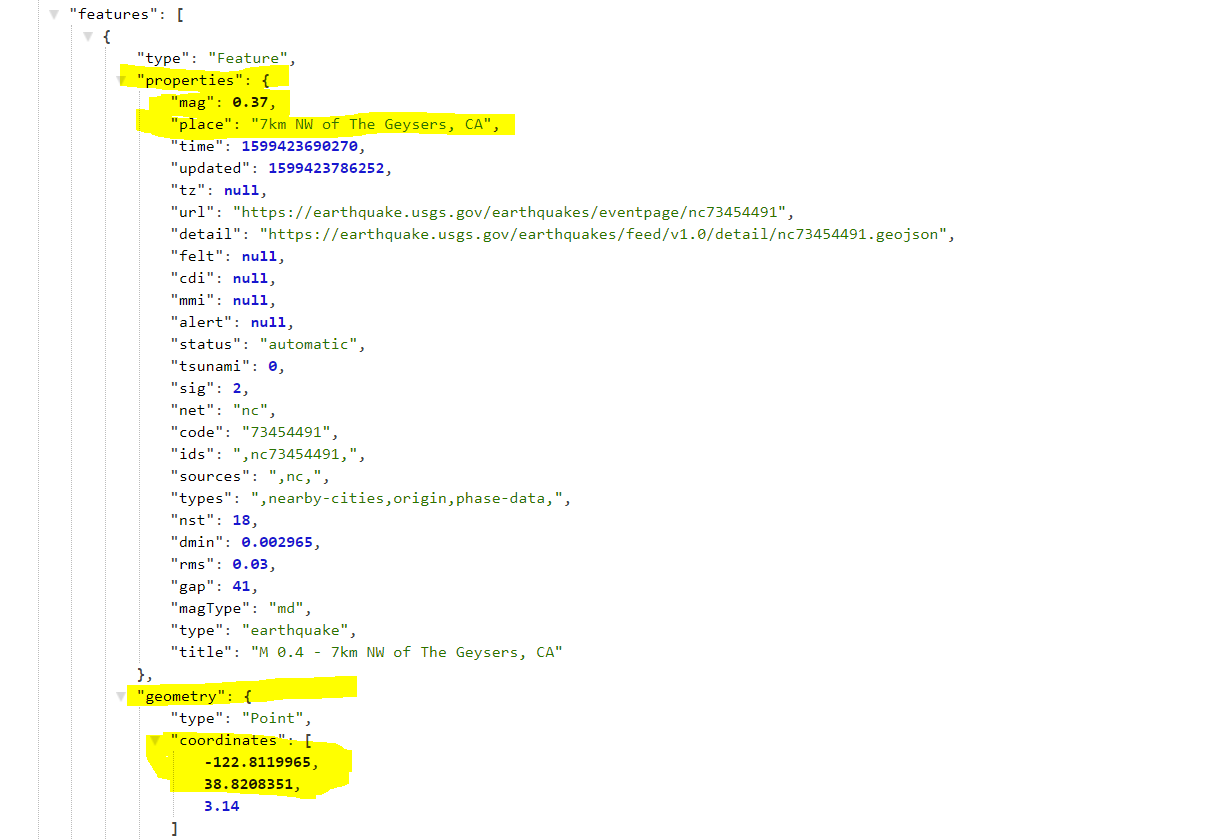 "features": [
{
"type": "Feature",
"properties": {
"mag": 0.37,
"place": "7km NW of The Geysers, CA",
"time": 1599423690270,
"updated": 1599423786252,
"tz": null,
"url": "https://earthquake.usgs.gov/earthquakes/eventpage/nc73454491",
"detail": "https://earthquake.usgs.gov/earthquakes/feed/v1.0/detail/nc73454491.geojson",
"felt": null,
"cdi": null,
"mmi": null,
"alert": null,
"status": "automatic",
"tsunami": 0,
"sig": 2,
"net": "nc",
"code": "73454491",
"ids": ",nc73454491,",
"sources": ",nc,",
"types": ",nearby-cities,origin,phase-data,",
"nst": 18,
"dmin": 0.002965,
"rms": 0.03,
"gap": 41,
"magType": "md",
"type": "earthquake",
"title": "M 0.4 - 7km NW of The Geysers, CA"
},
"geometry": {
"type": "Point",
"coordinates": [
-122.8119965,
38.8208351,
3.14
]